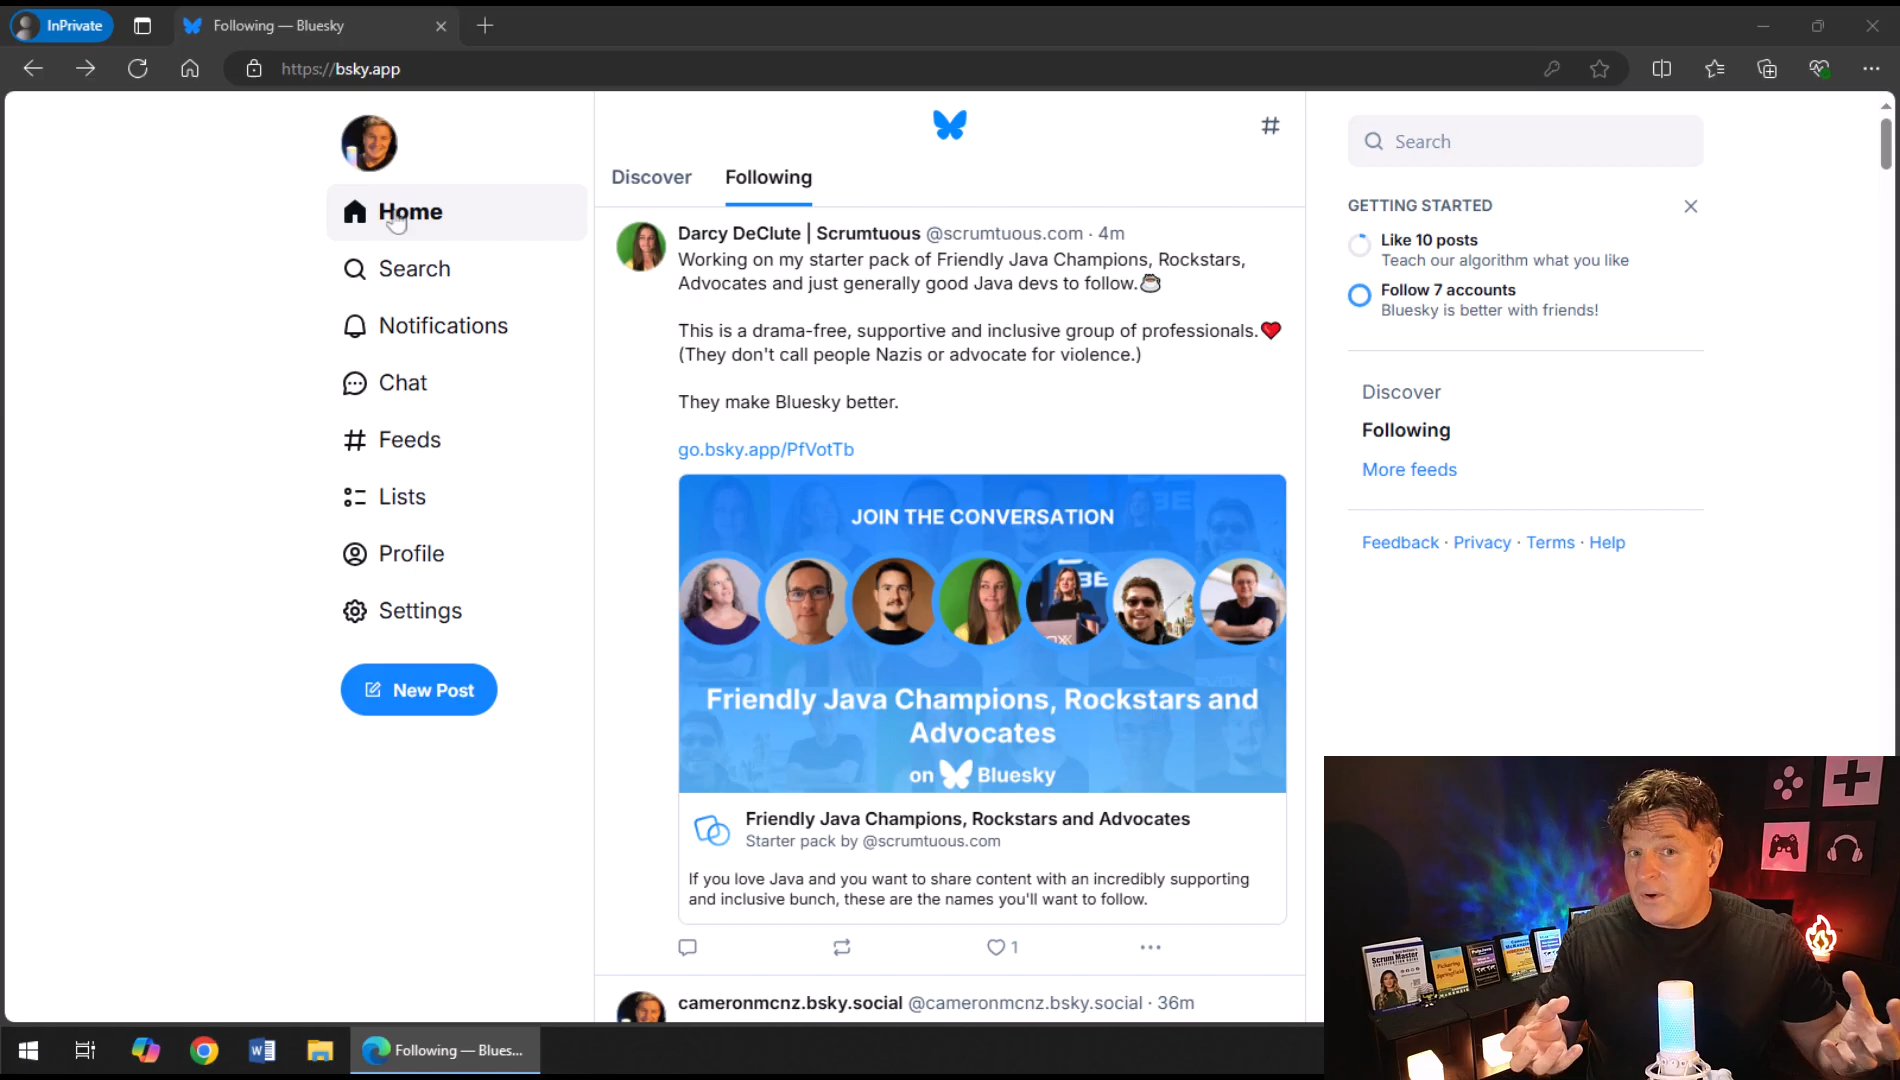 InPrivate
Following — Bluesky
https://bsky.app
Home
Search
Notifications
Chat
Feeds
Lists
Profile
Settings
New Post
Discover
Following
Darcy DeClute | Scrumtuous @scrumtuous.com · 4m
Working on my starter pack of Friendly Java Champions, Rockstars,
Advocates and just generally good Java devs to follow.☕
This is a drama-free, supportive and inclusive group of professionals.❤️
(They don't call people Nazis or advocate for violence.)
They make Bluesky better.
go.bsky.app/PfVotTb
JOIN THE CONVERSATION
Friendly Java Champions, Rockstars and
Advocates
on Bluesky
Friendly Java Champions, Rockstars and Advocates
Starter pack by @scrumtuous.com
If you love Java and you want to share content with an incredibly supporting
and inclusive bunch, these are the names you'll want to follow.
1
cameronmcnz.bsky.social @cameronmcnz.bsky.social · 36m
Search
GETTING STARTED
Like 10 posts
Teach our algorithm what you like
Follow 7 accounts
Bluesky is better with friends!
Discover
Following
More feeds
Feedback · Privacy · Terms · Help
Scrum Master
Following — Blues...